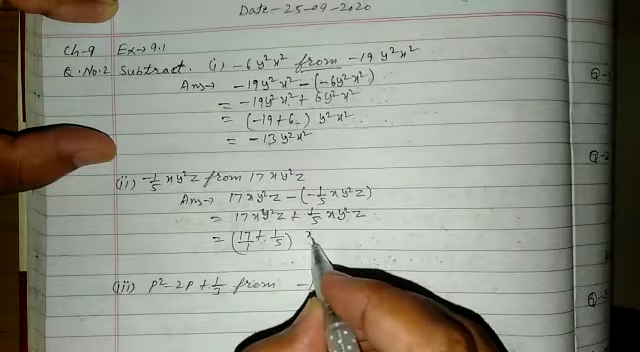 Date-25-09-2020
Ch-9 Ex→9.1
Q.No.2 Subtract. (i) -6y²x² from -19y²x²
Ans→ -19y²x² - (-6y²x²)
= -19y²x² + 6y²x²
= (-19+6) y²x²
= -13y²x²
(ii) -1/5 xy²z from 17xy²z
Ans→ 17xy²z - (-1/5 xy²z)
= 17xy²z + 1/5 xy²z
= (17/1 + 1/5) x
(iii) p²-2p+1/3 from -